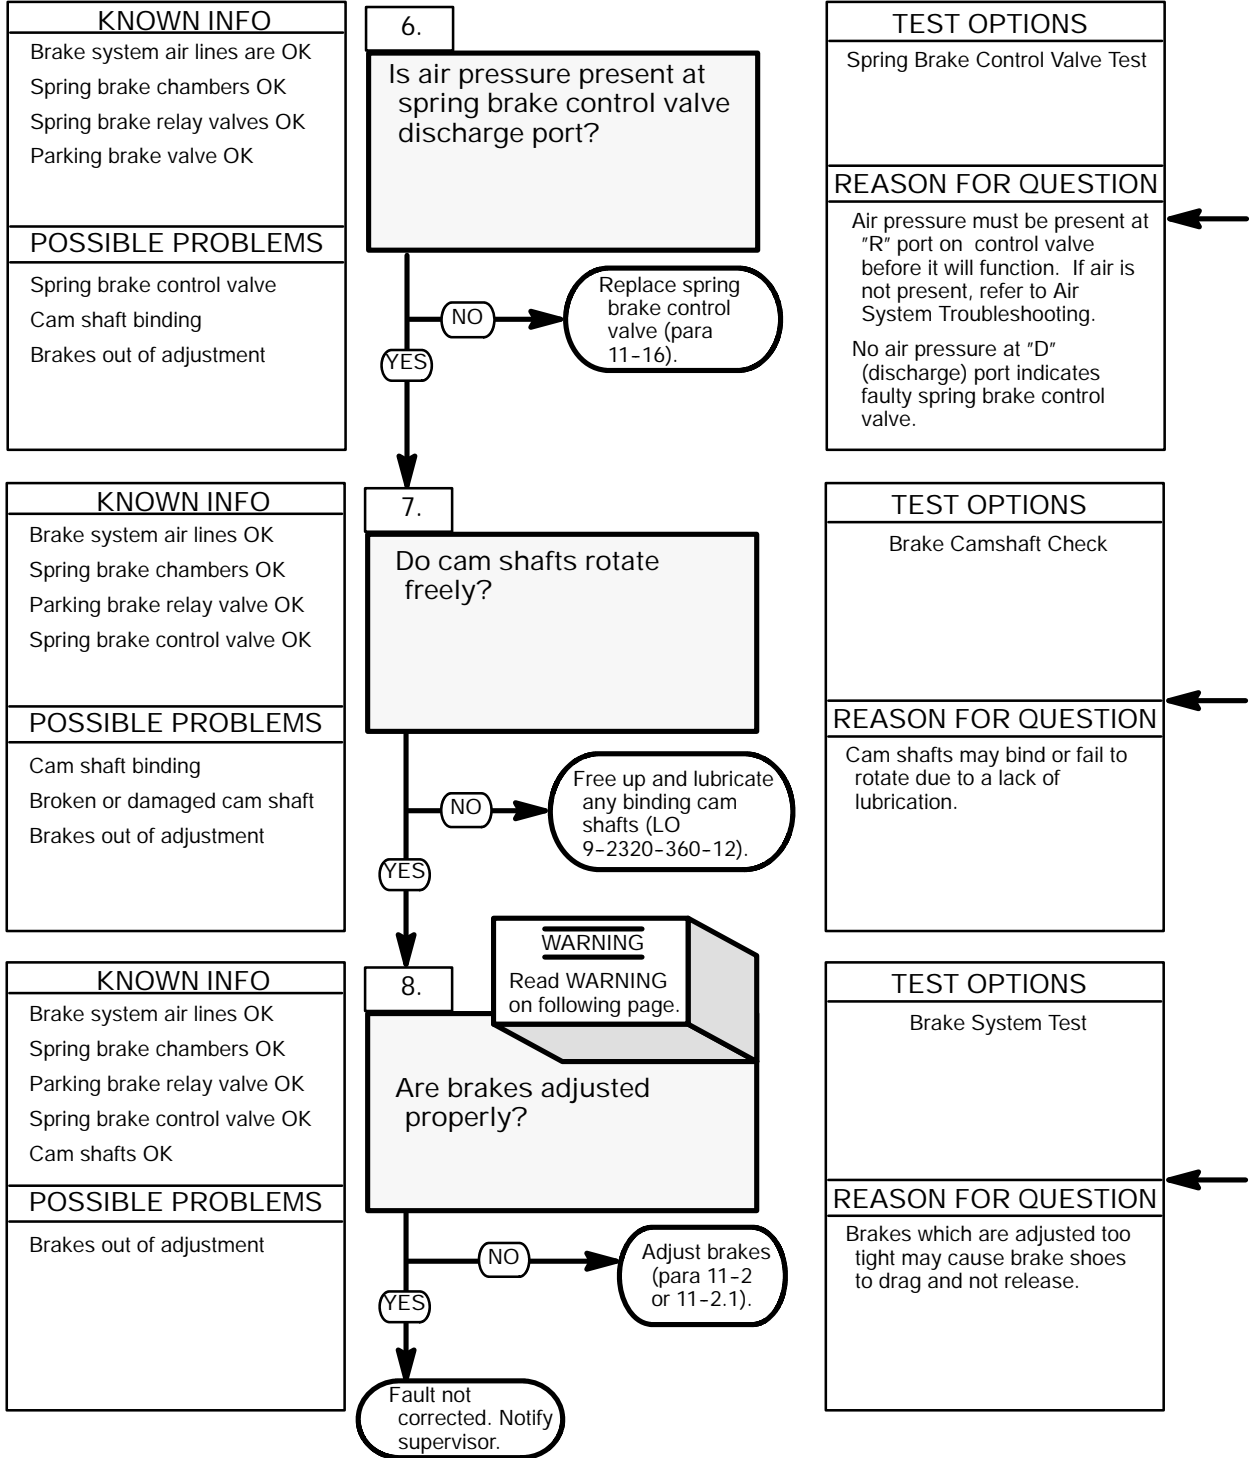 KNOWN INFO
Brake system air lines are OK
Spring brake chambers OK
Spring brake relay valves OK
Parking brake valve OK
POSSIBLE PROBLEMS
Spring brake control valve
Cam shaft binding
Brakes out of adjustment
6.
Is air pressure present at
spring brake control valve
discharge port?
NO
Replace spring
brake control
valve (para
11-16).
YES
TEST OPTIONS
Spring Brake Control Valve Test
REASON FOR QUESTION
Air pressure must be present at
"R" port on control valve
before it will function. If air is
not present, refer to Air
System Troubleshooting.
No air pressure at "D"
(discharge) port indicates
faulty spring brake control
valve.
KNOWN INFO
Brake system air lines OK
Spring brake chambers OK
Parking brake relay valve OK
Spring brake control valve OK
POSSIBLE PROBLEMS
Cam shaft binding
Broken or damaged cam shaft
Brakes out of adjustment
7.
Do cam shafts rotate
freely?
NO
Free up and lubricate
any binding cam
shafts (LO
9-2320-360-12).
YES
TEST OPTIONS
Brake Camshaft Check
REASON FOR QUESTION
Cam shafts may bind or fail to
rotate due to a lack of
lubrication.
KNOWN INFO
Brake system air lines OK
Spring brake chambers OK
Parking brake relay valve OK
Spring brake control valve OK
Cam shafts OK
POSSIBLE PROBLEMS
Brakes out of adjustment
8.
WARNING
Read WARNING
on following page.
Are brakes adjusted
properly?
NO
Adjust brakes
(para 11-2
or 11-2.1).
YES
Fault not
corrected. Notify
supervisor.
TEST OPTIONS
Brake System Test
REASON FOR QUESTION
Brakes which are adjusted too
tight may cause brake shoes
to drag and not release.